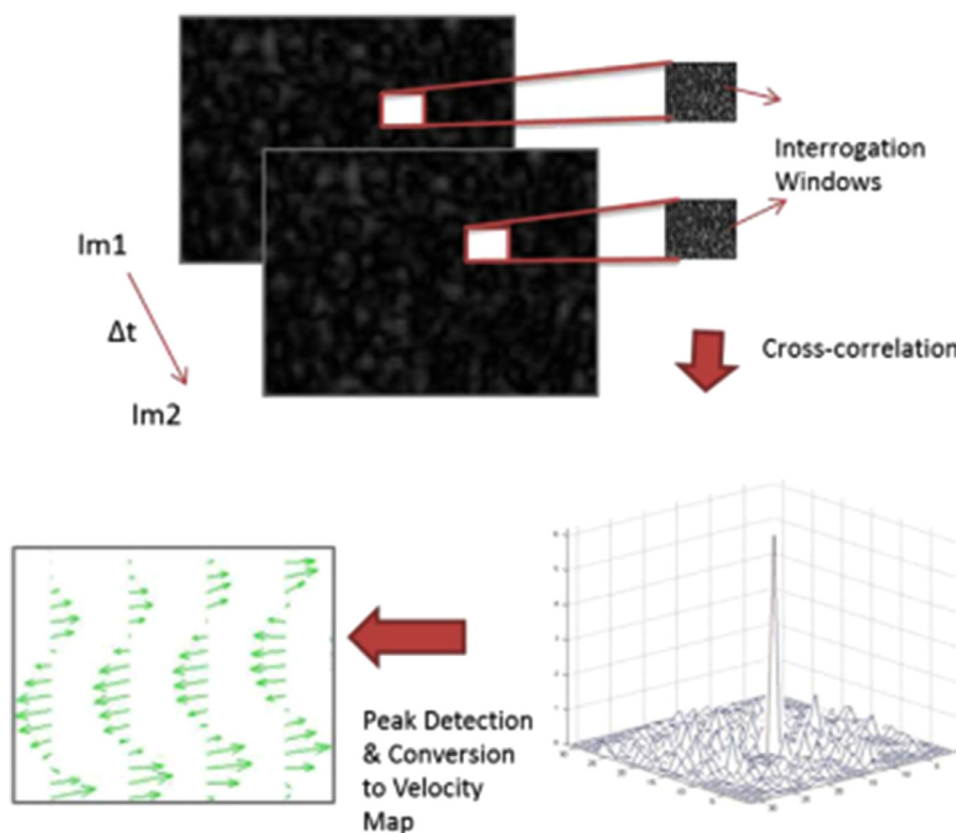 Interrogation
Windows
Im1
Δt
Im2
Cross-correlation
Peak Detection
& Conversion
to Velocity
Map